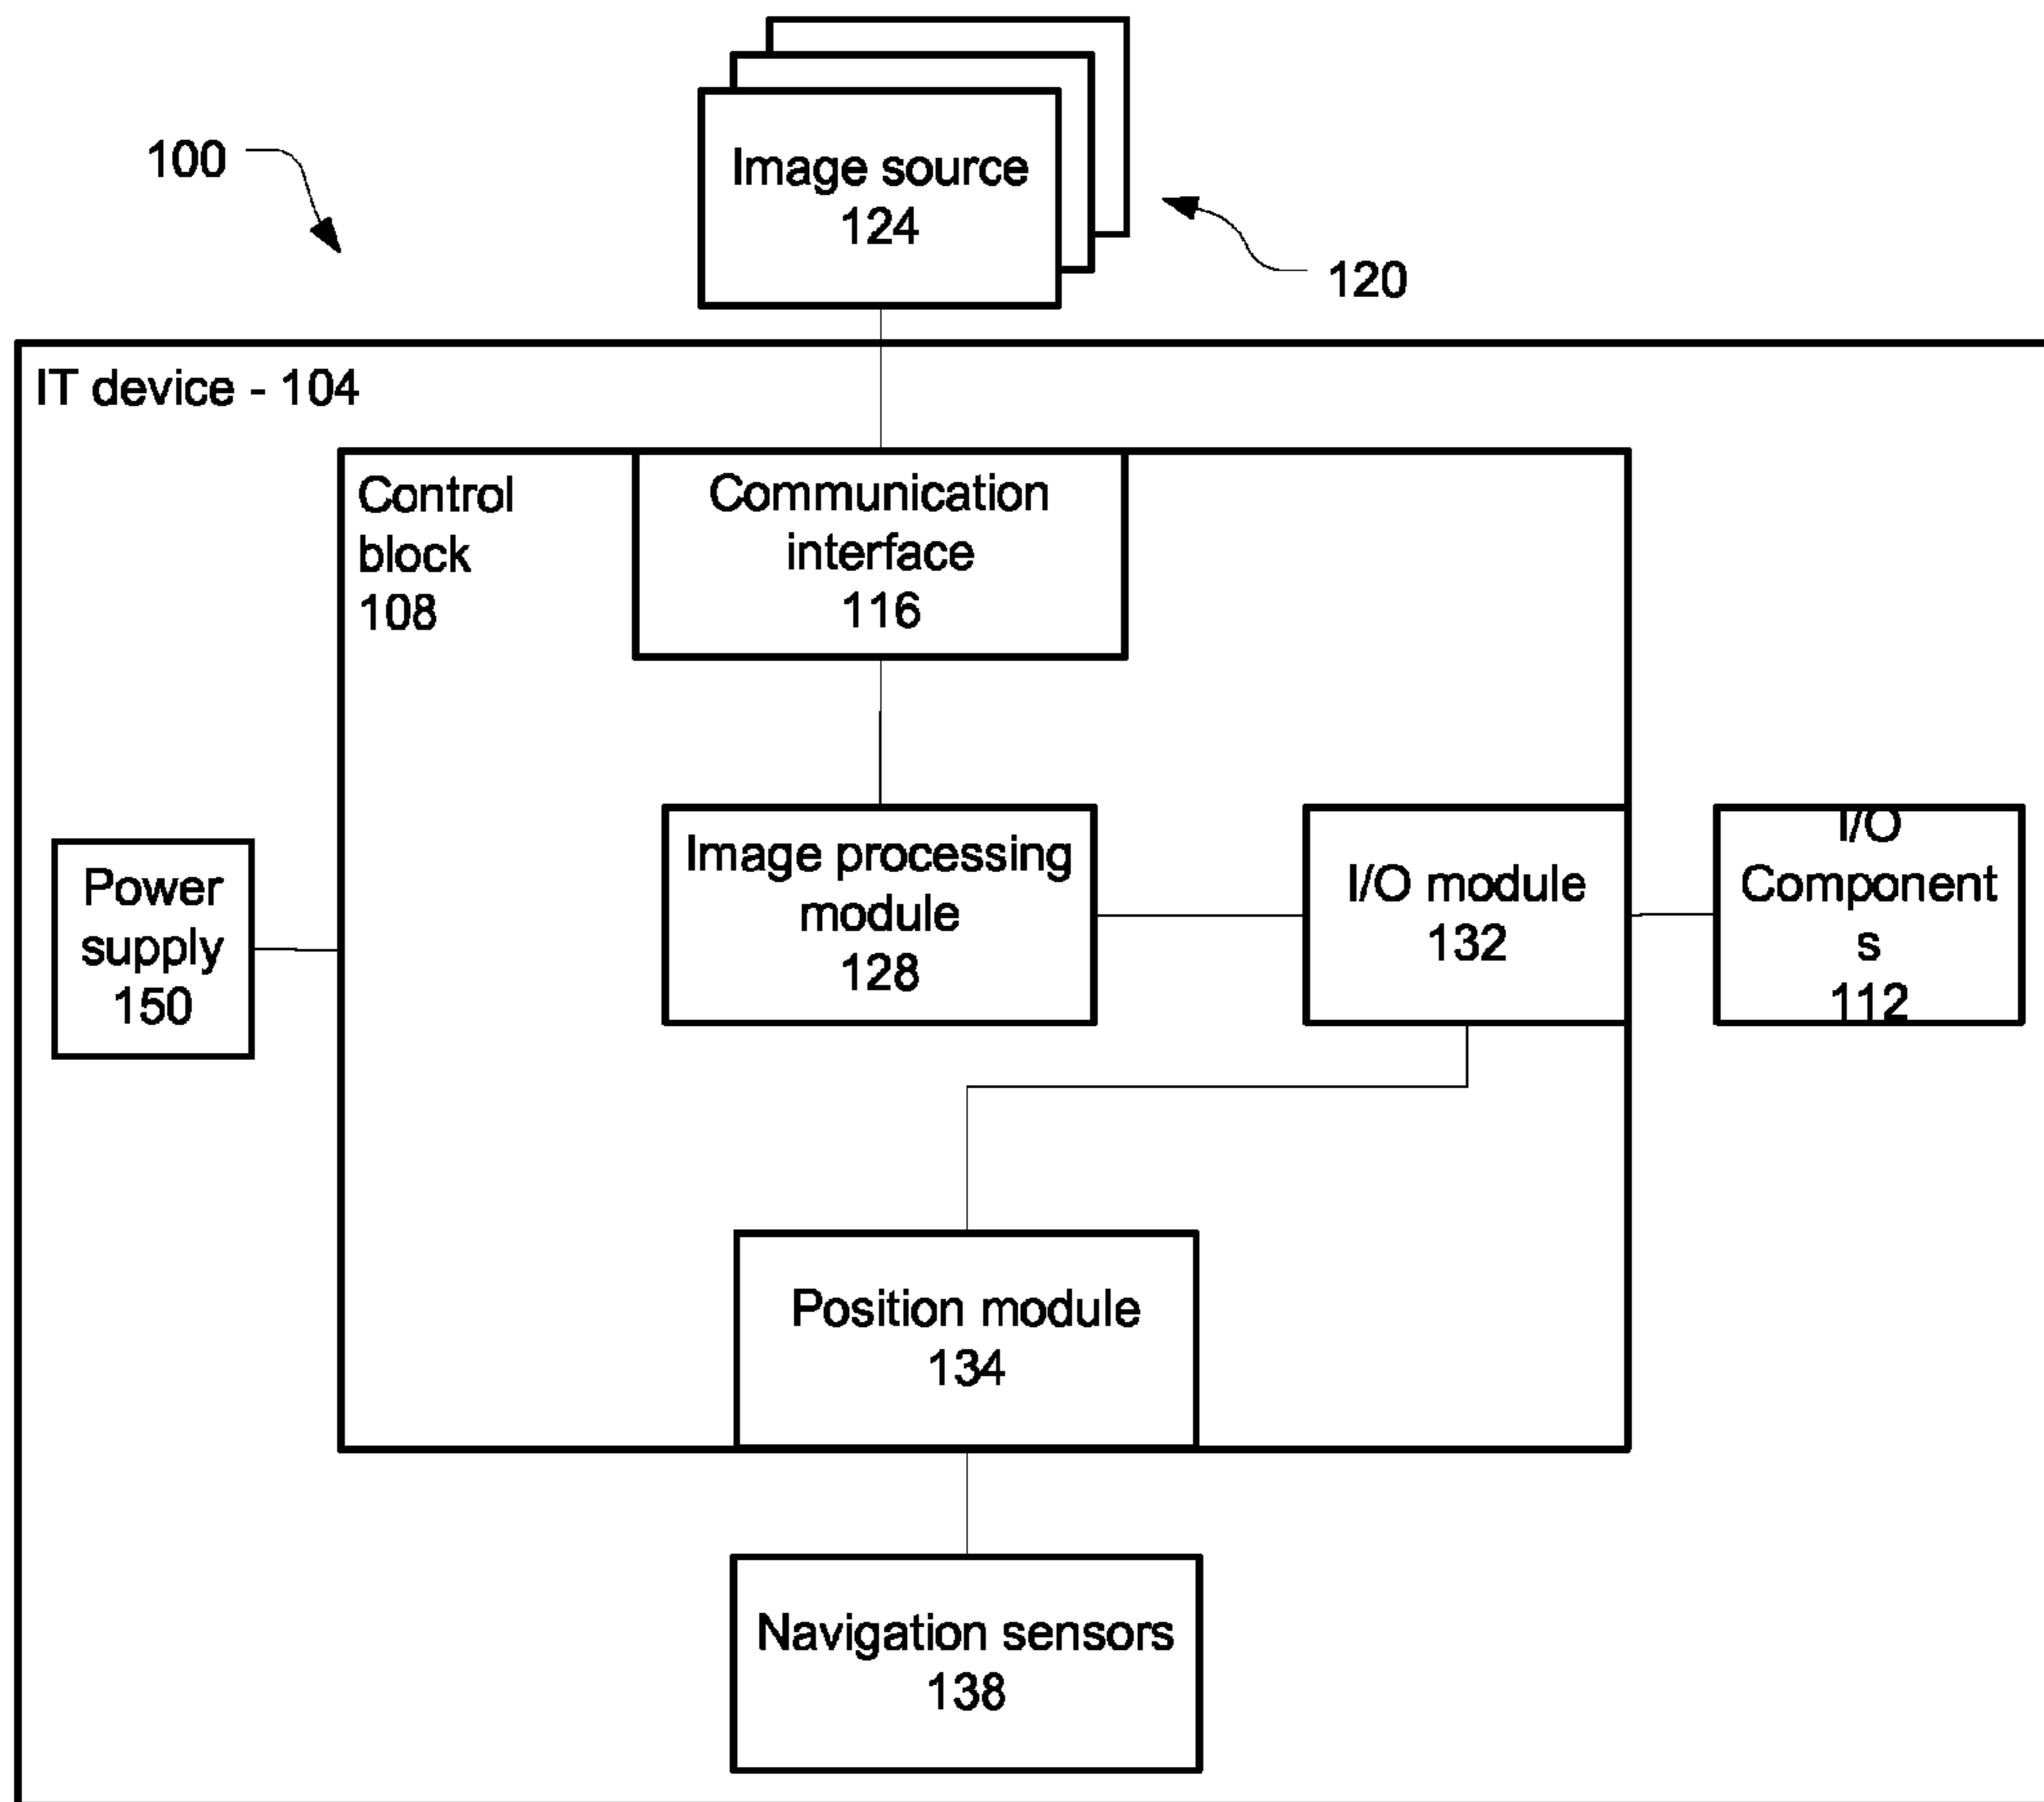 100
Image source
124
120
IT device - 104
Control
block
108
Communication
interface
116
Power
supply
150
Image processing
module
128
I/O module
132
I/O
Component
s
112
Position module
134
Navigation sensors
138